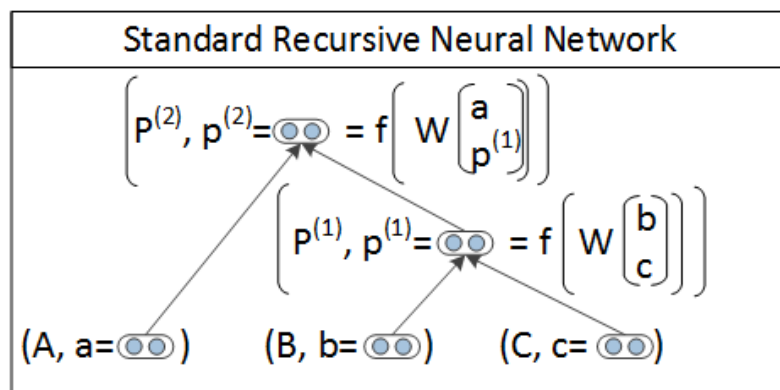 Standard Recursive Neural Network
(P⁽²⁾, p⁽²⁾= = f( W ( a p⁽¹⁾ ) ) )
(P⁽¹⁾, p⁽¹⁾= = f( W ( b c ) ) )
(A, a= ) (B, b= ) (C, c= )